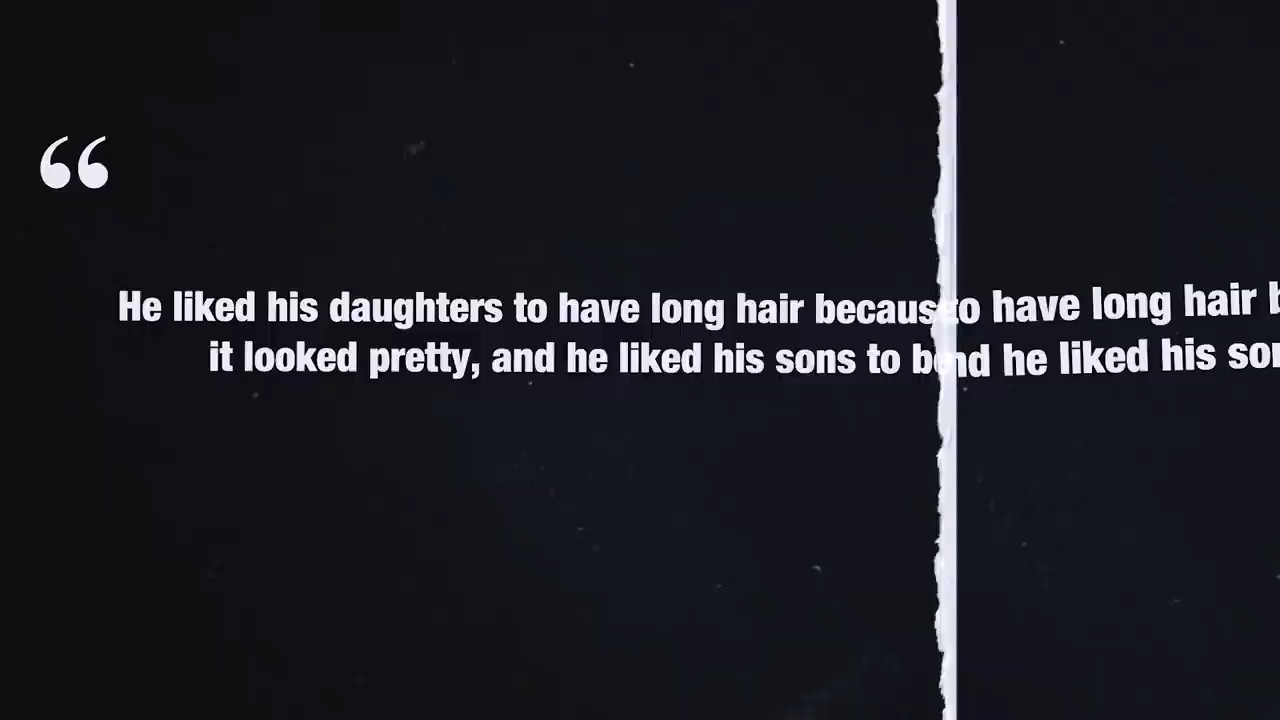 “
He liked his daughters to have long hair becaus o have long hair
it looked pretty, and he liked his sons to nd he liked his